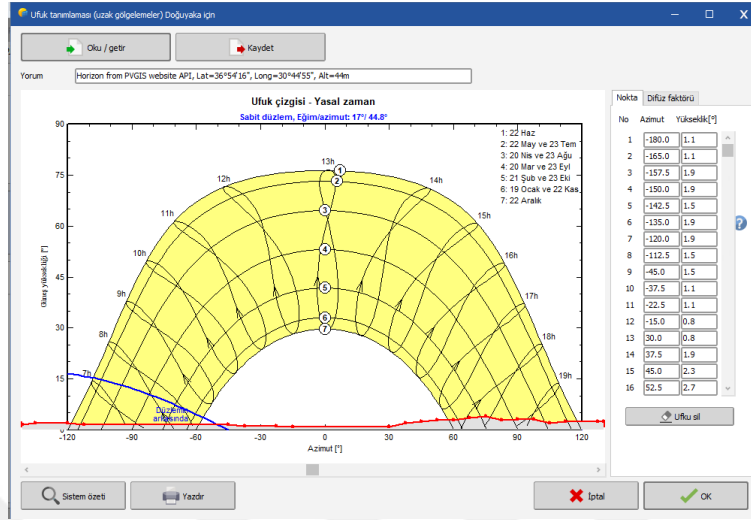 Ufuk tanımlaması (uzak gölgelemeler) Doğuyaka için
Oku / getir
Kaydet
Yorum
Horizon from PVGIS website API, Lat=36°54'16", Long=30°44'55", Alt=44m
Ufuk çizgisi - Yasal zaman
Sabit düzlem, Eğim/azimut: 17°/ 44.8°
1: 22 Haz
2: 22 May ve 23 Tem
3: 20 Nis ve 23 Ağu
4: 20 Mar ve 23 Eyl
5: 21 Şub ve 23 Eki
6: 19 Ocak ve 22 Kas
7: 22 Aralık
Güneş yüksekliği [°]
90
75
60
45
30
15
0
7h
8h
9h
10h
11h
12h
13h
14h
15h
16h
17h
18h
19h
1
2
3
4
5
6
7
Düzlemin
arkasında
-120 -90 -60 -30 0 30 60 90 120
Azimut [°]
Nokta Difüz faktörü
No Azimut Yükseklik[°]
1 -180.0 1.1
2 -165.0 1.1
3 -157.5 1.9
4 -150.0 1.9
5 -142.5 1.5
6 -135.0 1.9
7 -120.0 1.9
8 -112.5 1.5
9 -45.0 1.5
10 -37.5 1.1
11 -22.5 1.1
12 -15.0 0.8
13 30.0 0.8
14 37.5 1.9
15 45.0 2.3
16 52.5 2.7
?
Ufku sil
Sistem özeti
Yazdır
İptal
OK